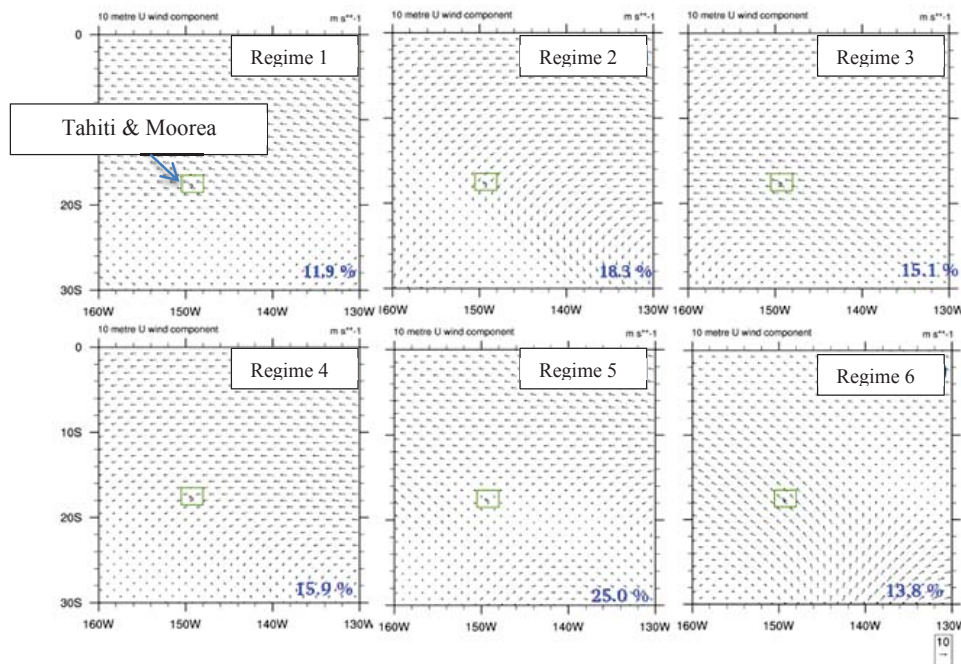 10 metre U wind component m s**-1
10 metre U wind component m s**-1
10 metre U wind component m s**-1
0
Regime 1
Regime 2
Regime 3
Tahiti & Moorea
20S
11.9 %
18.3 %
15.1 %
30S
160W 150W 140W 130W
160W 150W 140W 130W
160W 150W 140W 130W
10 metre U wind component m s**-1
10 metre U wind component m s**-1
10 metre U wind component m s**-1
0
Regime 4
Regime 5
Regime 6
10S
20S
15.9 %
25.0 %
13.8 %
30S
160W 150W 140W 130W
160W 150W 140W 130W
160W 150W 140W 130W
10